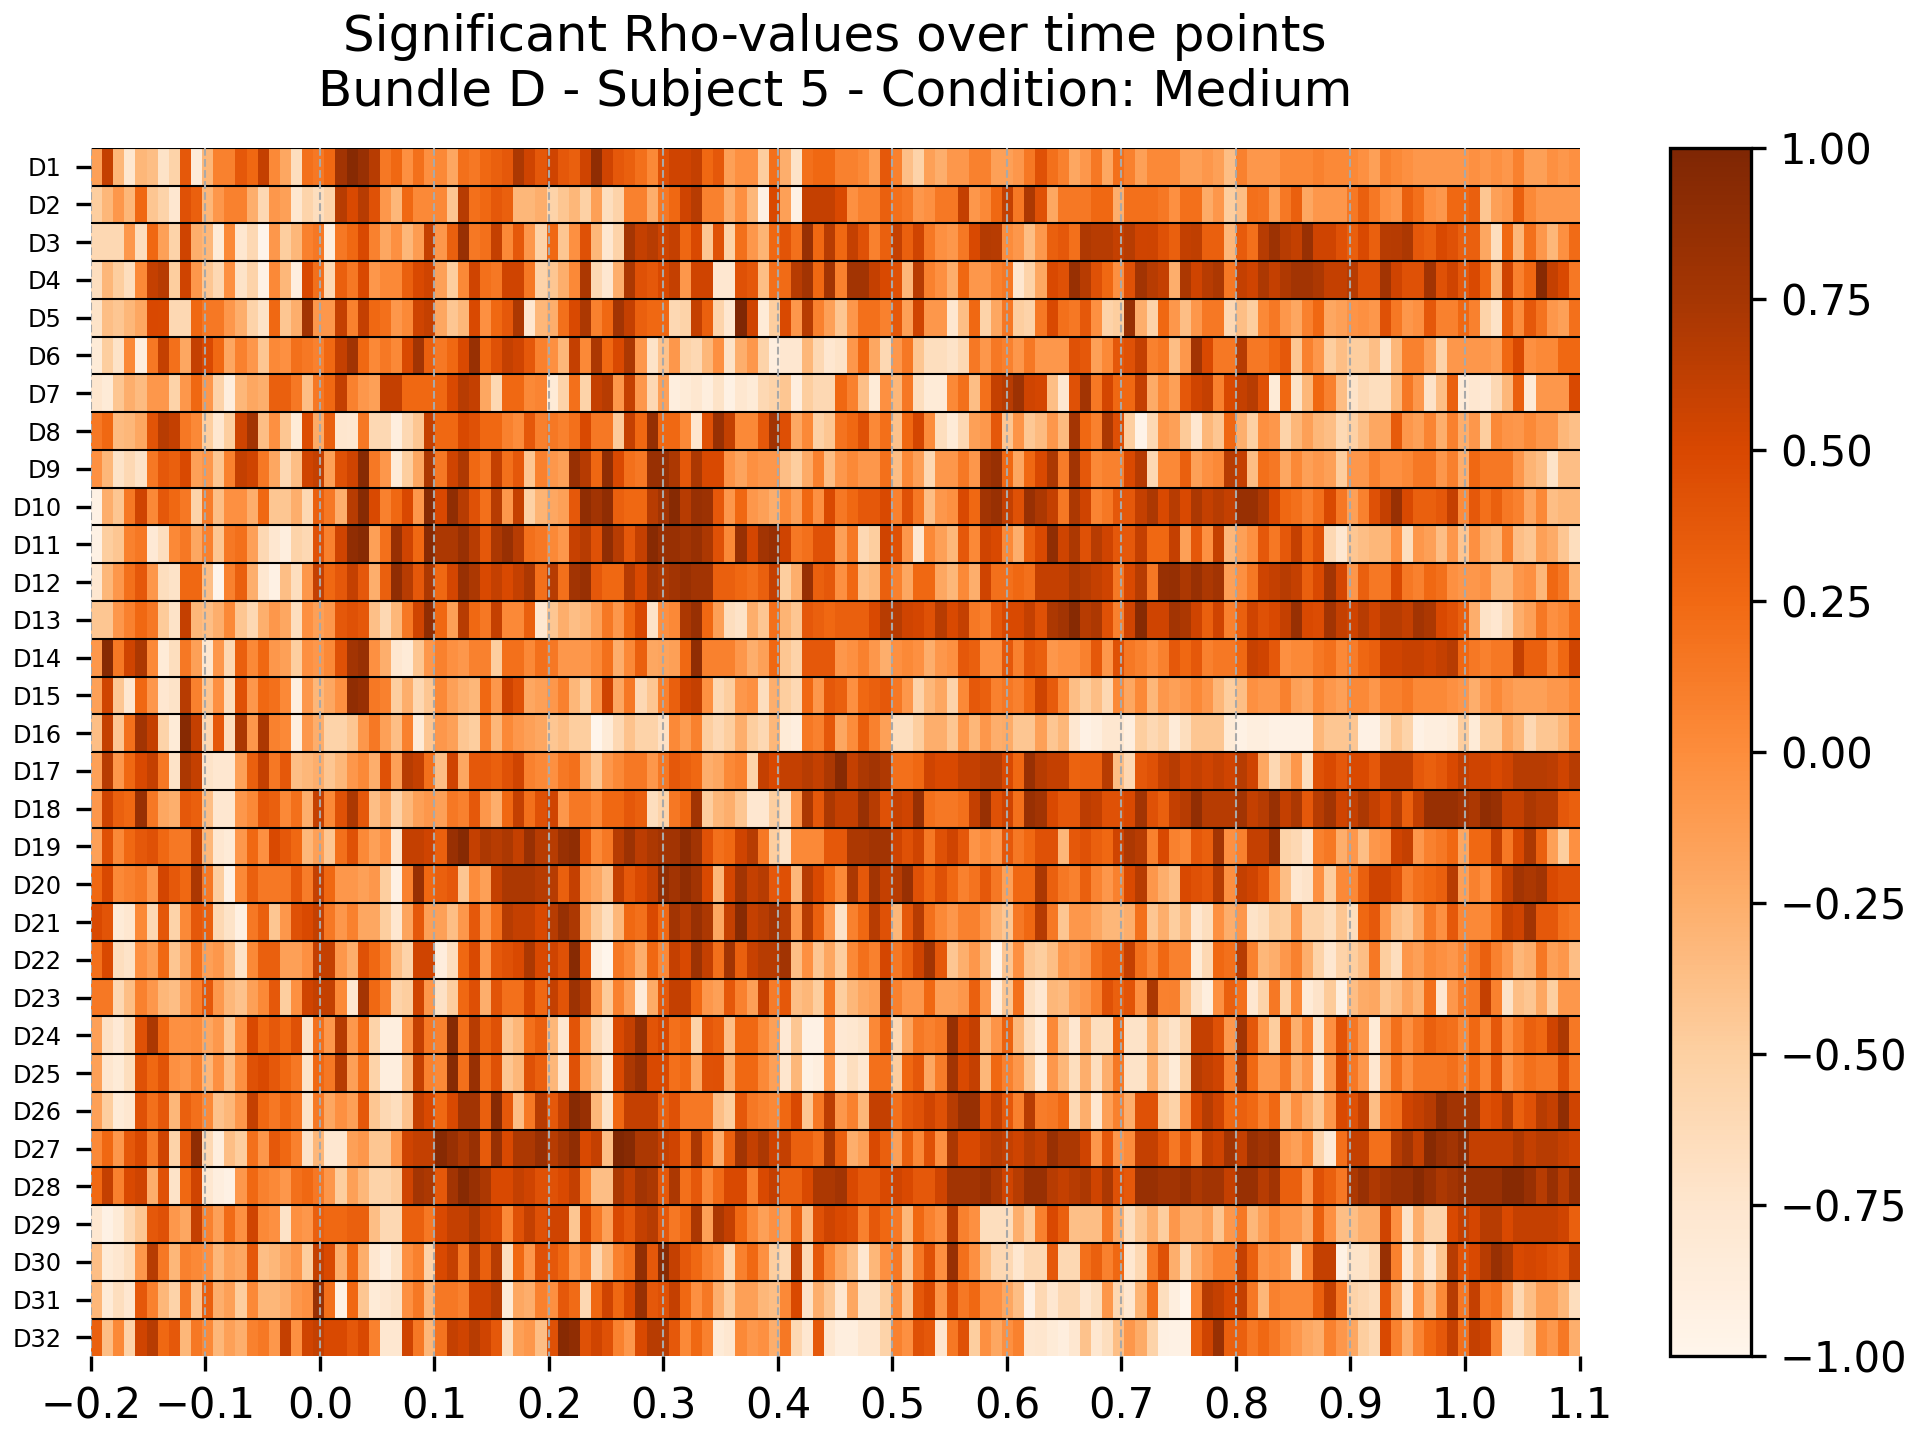 Significant Rho-values over time points
Bundle D - Subject 5 - Condition: Medium
D1
D2
D3
D4
D5
D6
D7
D8
D9
D10
D11
D12
D13
D14
D15
D16
D17
D18
D19
D20
D21
D22
D23
D24
D25
D26
D27
D28
D29
D30
D31
D32
−0.2 −0.1 0.0 0.1 0.2 0.3 0.4 0.5 0.6 0.7 0.8 0.9 1.0 1.1
1.00
0.75
0.50
0.25
0.00
−0.25
−0.50
−0.75
−1.00